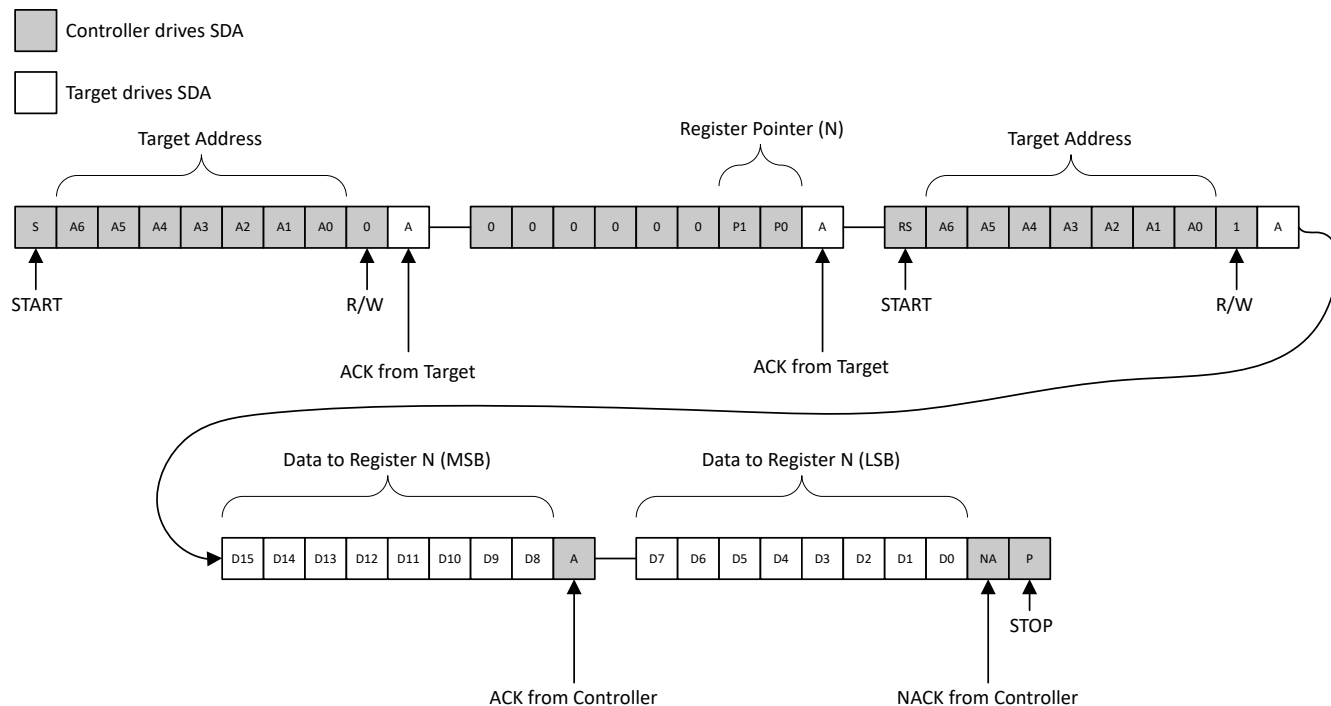 Controller drives SDA
Target drives SDA
Target Address
Register Pointer (N)
Target Address
S A6 A5 A4 A3 A2 A1 A0 0 A 0 0 0 0 0 0 P1 P0 A RS A6 A5 A4 A3 A2 A1 A0 1 A
START R/W START R/W
ACK from Target ACK from Target
Data to Register N (MSB) Data to Register N (LSB)
D15 D14 D13 D12 D11 D10 D9 D8 A D7 D6 D5 D4 D3 D2 D1 D0 NA P
STOP
ACK from Controller NACK from Controller